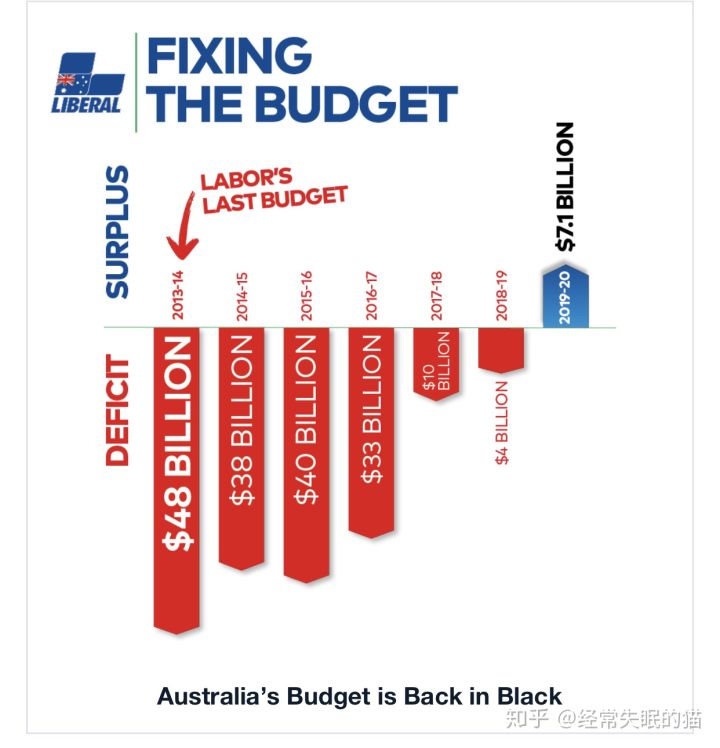 LIBERAL
FIXING
THE BUDGET
SURPLUS
DEFICIT
LABOR'S
LAST BUDGET
2013-14
2014-15
2015-16
2016-17
2017-18
2018-19
2019-20
$48 BILLION
$38 BILLION
$40 BILLION
$33 BILLION
$10
BILLION
$4 BILLION
$7.1 BILLION
Australia’s Budget is Back in Black
知乎 @经常失眠的猫